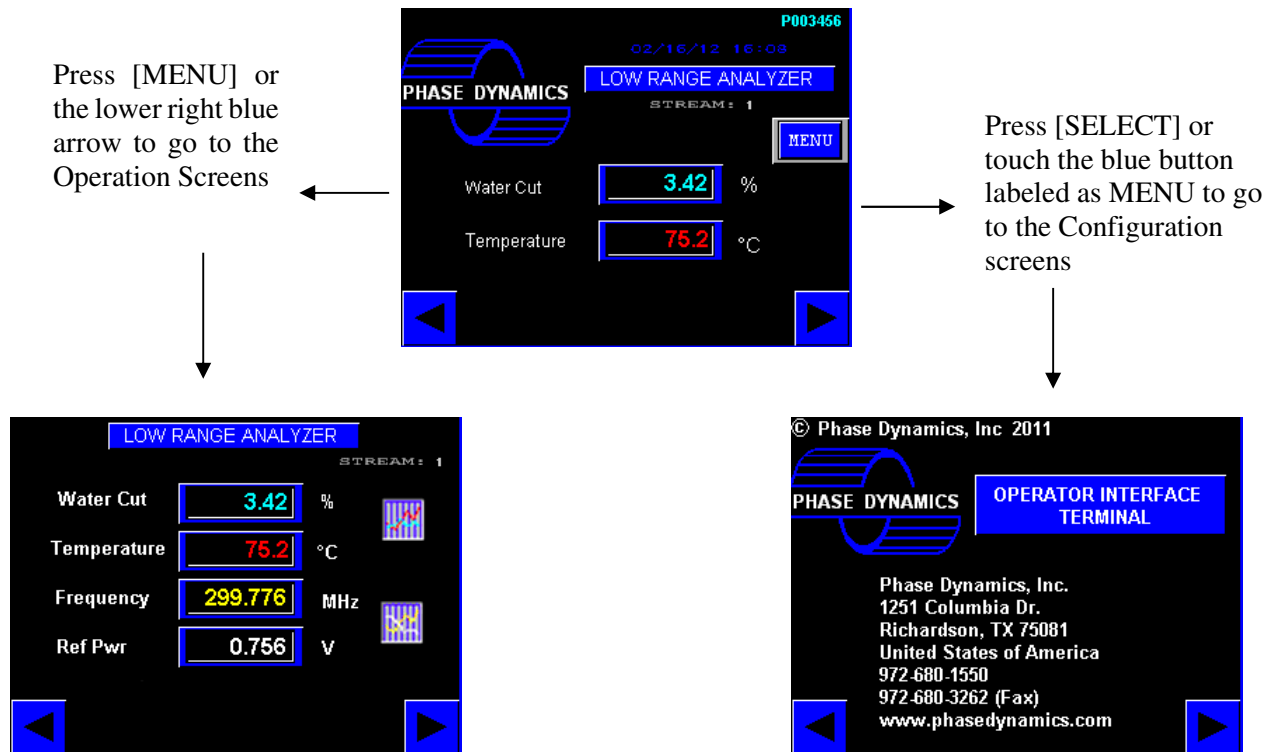 P003456
02/16/12 16:08
PHASE DYNAMICS
LOW RANGE ANALYZER
STREAM: 1
MENU
Water Cut 3.42 %
Temperature 75.2 °C
Press [MENU] or
the lower right blue
arrow to go to the
Operation Screens
Press [SELECT] or
touch the blue button
labeled as MENU to go
to the Configuration
screens
LOW RANGE ANALYZER
STREAM: 1
Water Cut 3.42 %
Temperature 75.2 °C
Frequency 299.776 MHz
Ref Pwr 0.756 V
© Phase Dynamics, Inc 2011
PHASE DYNAMICS
OPERATOR INTERFACE
TERMINAL
Phase Dynamics, Inc.
1251 Columbia Dr.
Richardson, TX 75081
United States of America
972-680-1550
972-680-3262 (Fax)
www.phasedynamics.com